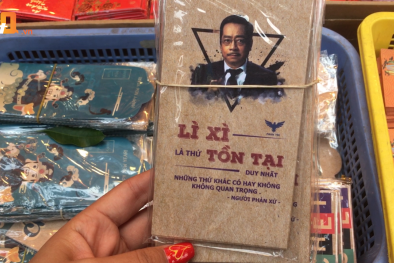 LÌ XÌ
LÀ THỨ TỒN TẠI
DUY NHẤT
NHỮNG THỨ KHÁC CÓ HAY KHÔNG
KHÔNG QUAN TRỌNG.
- NGƯỜI PHÁN XỬ -